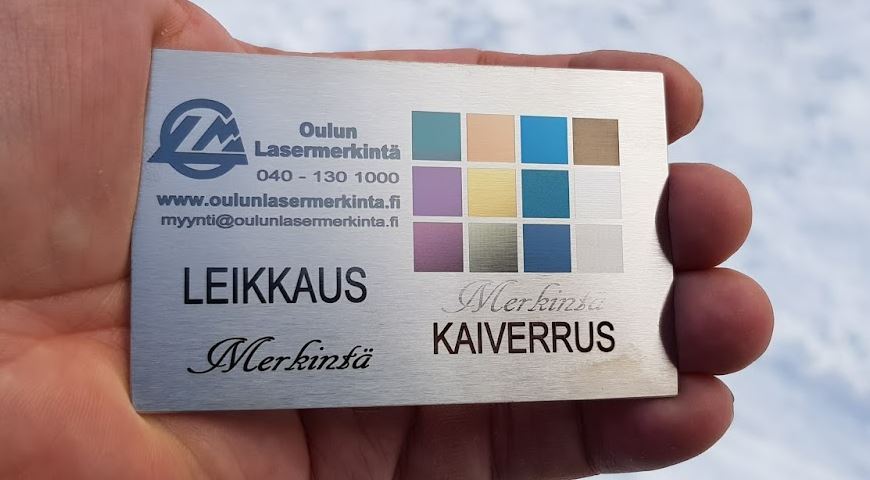 Oulun
Lasermerkintä
040 - 130 1000
www.oulunlasermerkinta.fi
myynti@oulunlasermerkinta.fi
LEIKKAUS
Merkintä
Merkintä
KAIVERRUS